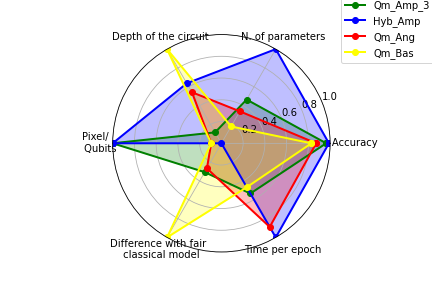 Qm_Amp_3
Hyb_Amp
Qm_Ang
Qm_Bas
Depth of the circuit
N. of parameters
1.0
0.8
0.6
0.4
0.2
Pixel/
Qubits
Accuracy
Difference with fair
classical model
Time per epoch